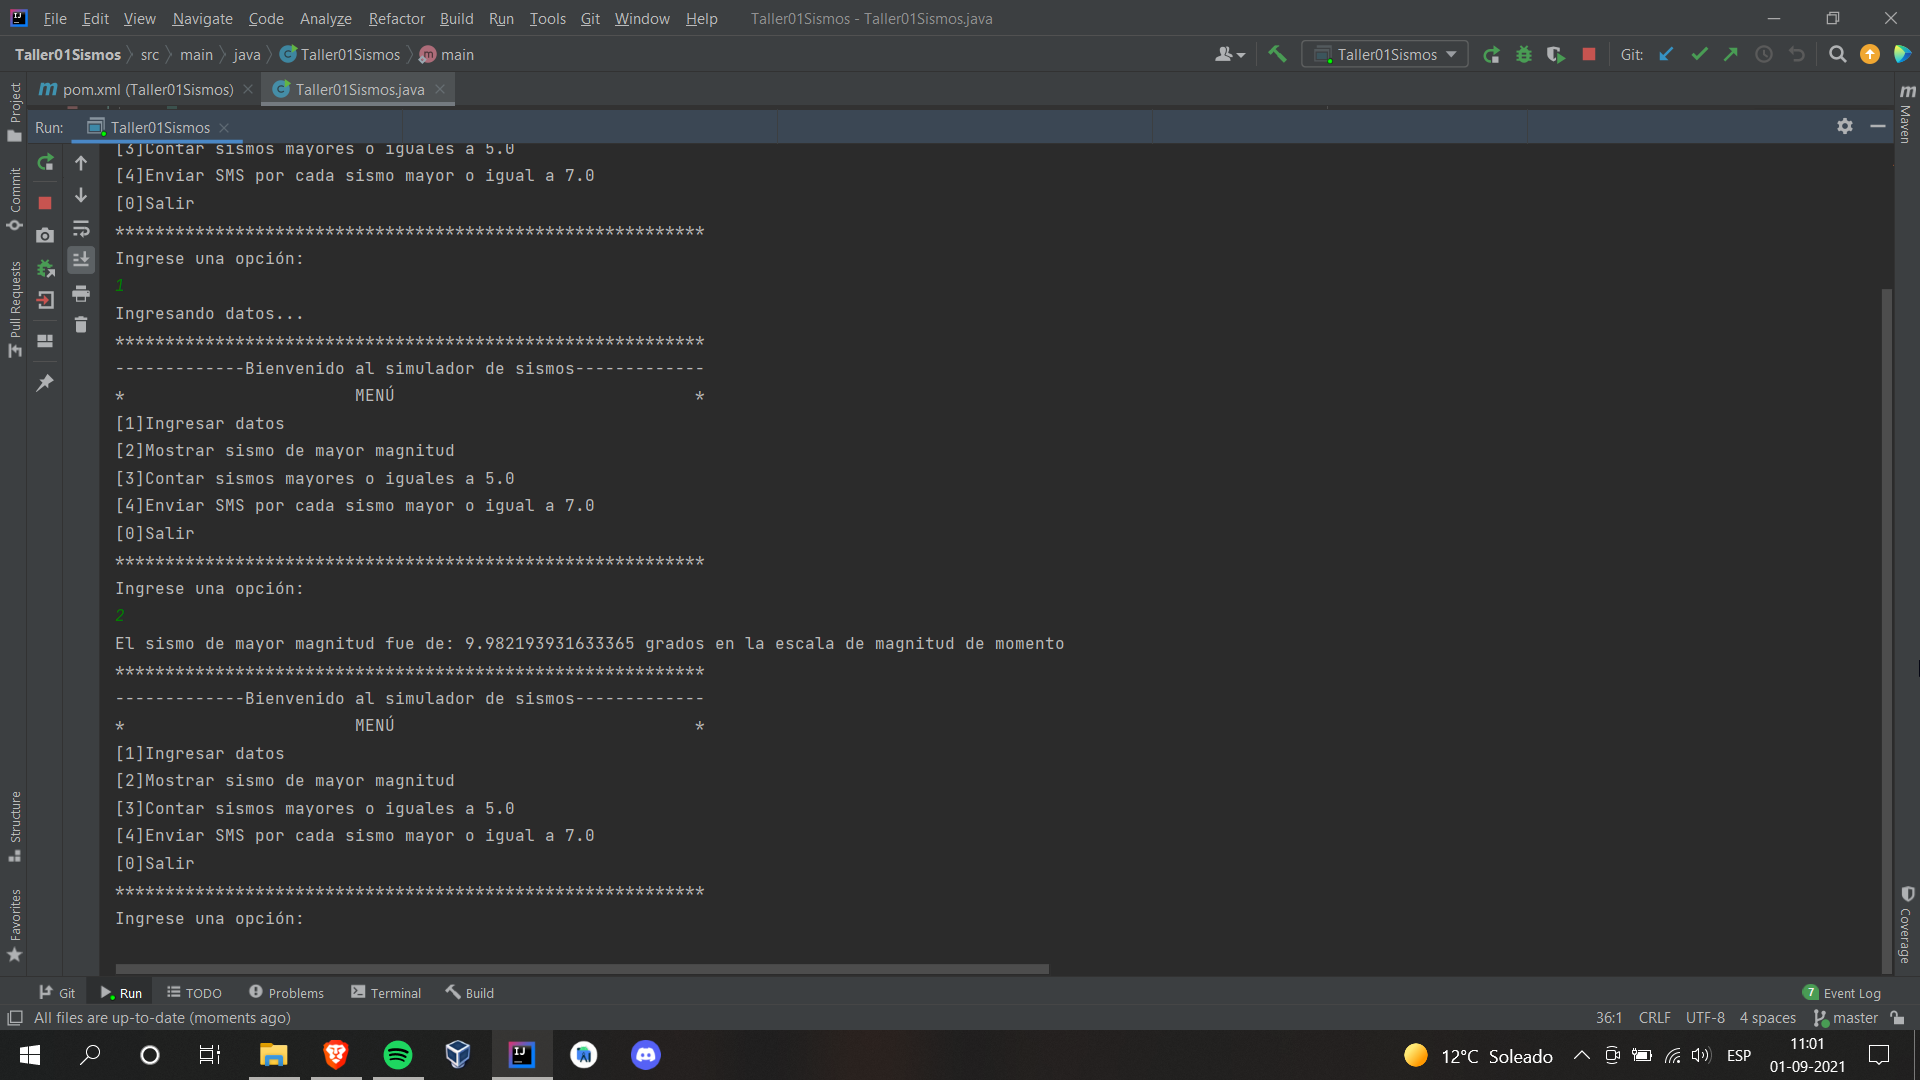 File Edit View Navigate Code Analyze Refactor Build Run Tools Git Window Help Taller01Sismos - Taller01Sismos.java
Taller01Sismos src main java Taller01Sismos main Taller01Sismos Git:
pom.xml (Taller01Sismos) Taller01Sismos.java
Run: Taller01Sismos
[3]Contar sismos mayores o iguales a 5.0
[4]Enviar SMS por cada sismo mayor o igual a 7.0
[0]Salir
***********************************************************
Ingrese una opción:
1
Ingresando datos...
***********************************************************
-------------Bienvenido al simulador de sismos-------------
*                       MENÚ                              *
[1]Ingresar datos
[2]Mostrar sismo de mayor magnitud
[3]Contar sismos mayores o iguales a 5.0
[4]Enviar SMS por cada sismo mayor o igual a 7.0
[0]Salir
***********************************************************
Ingrese una opción:
2
El sismo de mayor magnitud fue de: 9.982193931633365 grados en la escala de magnitud de momento
***********************************************************
-------------Bienvenido al simulador de sismos-------------
*                       MENÚ                              *
[1]Ingresar datos
[2]Mostrar sismo de mayor magnitud
[3]Contar sismos mayores o iguales a 5.0
[4]Enviar SMS por cada sismo mayor o igual a 7.0
[0]Salir
***********************************************************
Ingrese una opción:
Project
Commit
Pull Requests
Structure
Favorites
Maven
Coverage
Git Run TODO Problems Terminal Build 7 Event Log
All files are up-to-date (moments ago) 36:1 CRLF UTF-8 4 spaces master
12°C Soleado ESP 11:01
01-09-2021